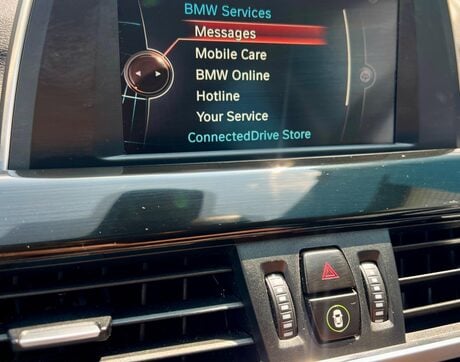 BMW Services
Messages
Mobile Care
BMW Online
Hotline
Your Service
ConnectedDrive Store